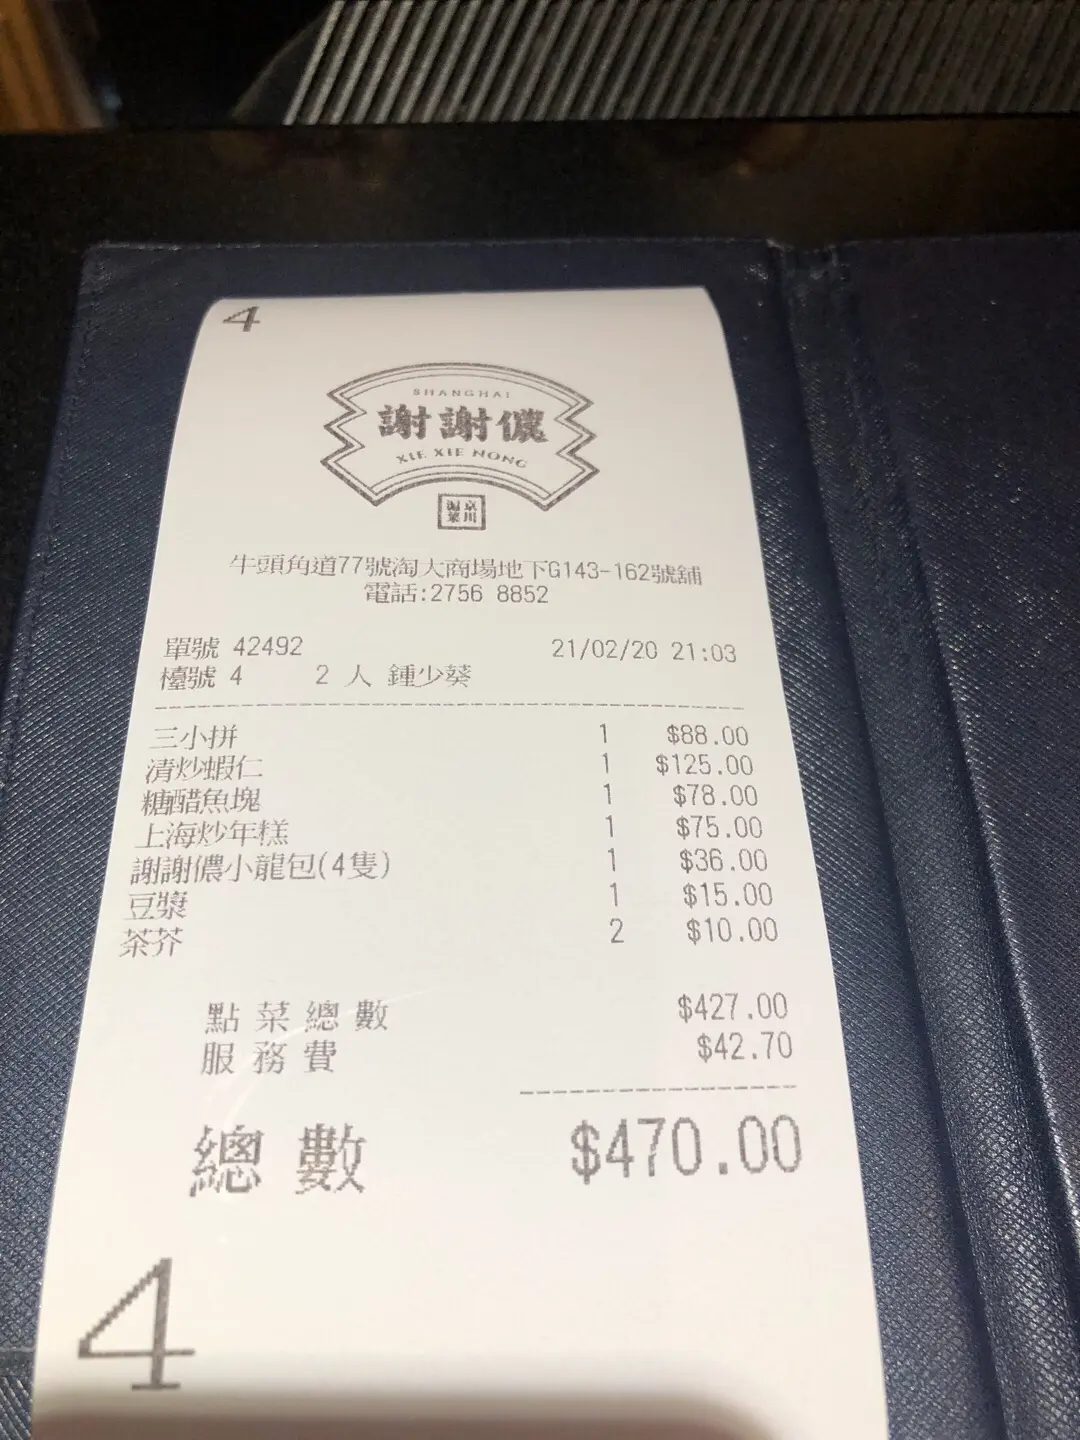 4
SHANGHAI
謝謝儂
XIE XIE NONG
滬京
菜川
牛頭角道77號淘大商場地下G143-162號舖
電話:2756 8852
單號 42492 21/02/20 21:03
檯號 4 2 人 鍾少葵
三小拼 1 $88.00
清炒蝦仁 1 $125.00
糖醋魚塊 1 $78.00
上海炒年糕 1 $75.00
謝謝儂小龍包(4隻) 1 $36.00
豆漿 1 $15.00
茶芥 2 $10.00
點菜總數 $427.00
服務費 $42.70
總數 $470.00
4